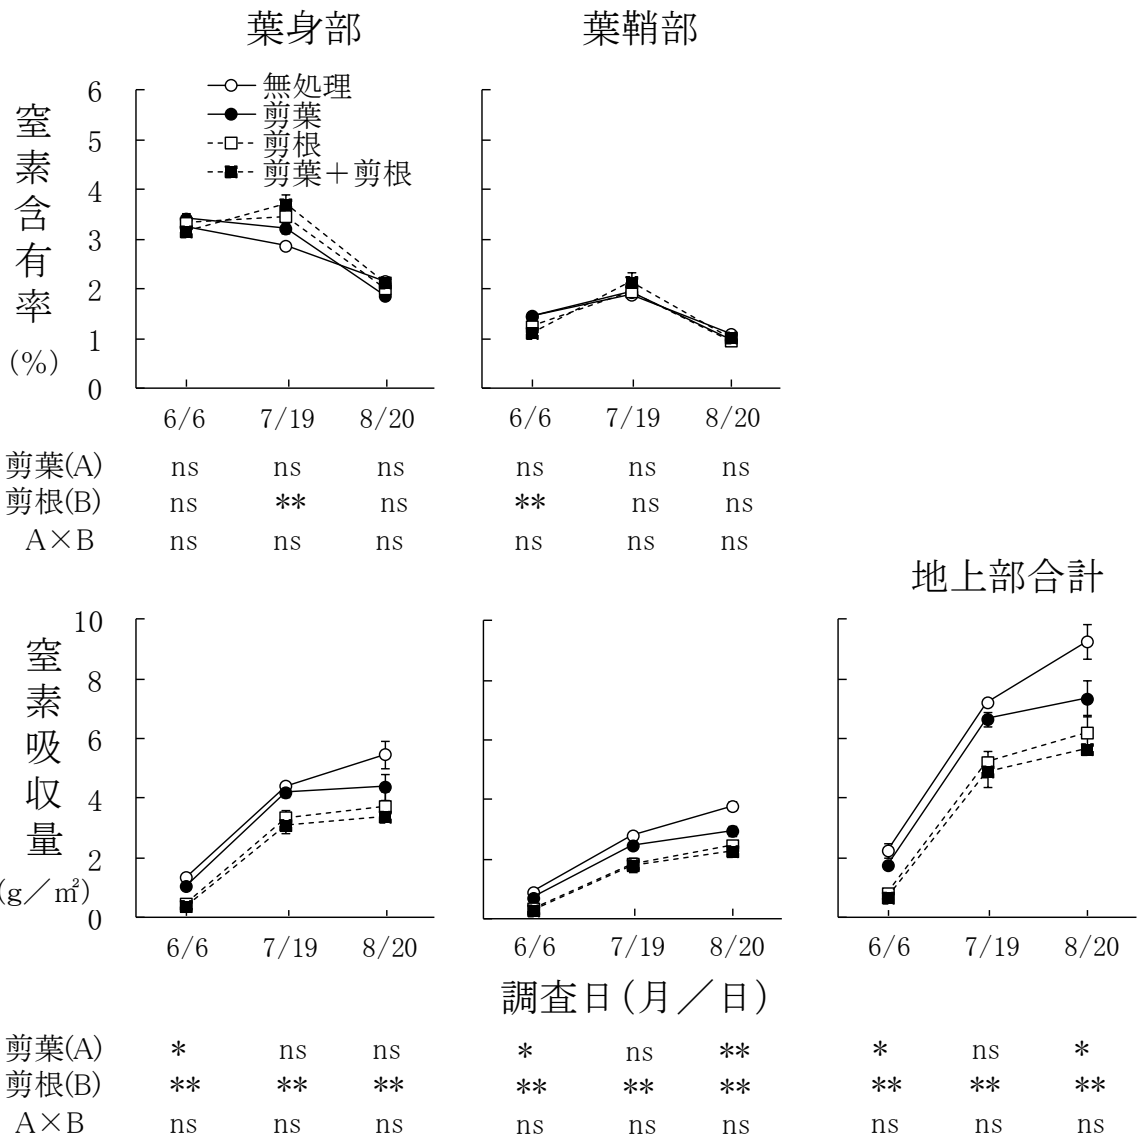 葉身部 葉鞘部
無処理
剪葉
剪根
剪葉＋剪根
窒素含有率
(%)
6
5
4
3
2
1
0
6/6 7/19 8/20 6/6 7/19 8/20
剪葉(A) ns ns ns ns ns ns
剪根(B) ns ** ns ** ns ns
A×B ns ns ns ns ns ns
地上部合計
窒素吸収量
(g／㎡)
10
8
6
4
2
0
6/6 7/19 8/20 6/6 7/19 8/20 6/6 7/19 8/20
調査日(月／日)
剪葉(A) * ns ns * ns ** * ns *
剪根(B) ** ** ** ** ** ** ** ** **
A×B ns ns ns ns ns ns ns ns ns